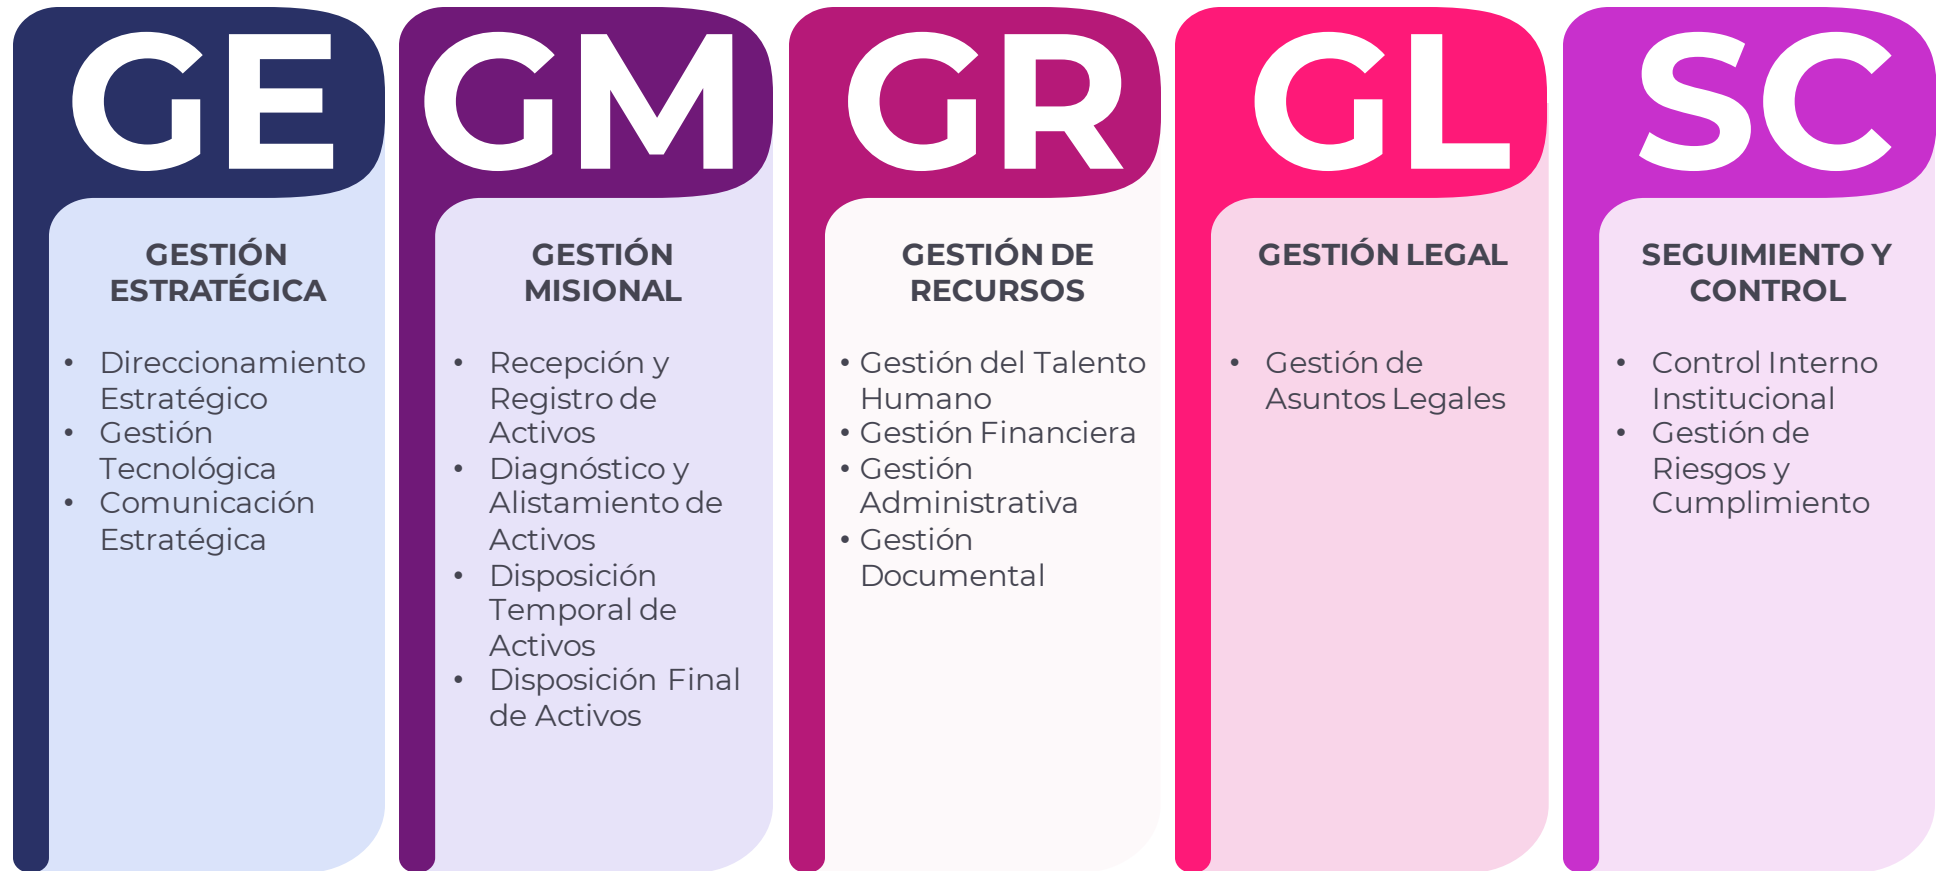 GE
GESTIÓN
ESTRATÉGICA
• Direccionamiento
Estratégico
• Gestión
Tecnológica
• Comunicación
Estratégica
GM
GESTIÓN
MISIONAL
• Recepción y
Registro de
Activos
• Diagnóstico y
Alistamiento de
Activos
• Disposición
Temporal de
Activos
• Disposición Final
de Activos
GR
GESTIÓN DE
RECURSOS
• Gestión del Talento
Humano
• Gestión Financiera
• Gestión
Administrativa
• Gestión
Documental
GL
GESTIÓN LEGAL
• Gestión de
Asuntos Legales
SC
SEGUIMIENTO Y
CONTROL
• Control Interno
Institucional
• Gestión de
Riesgos y
Cumplimiento